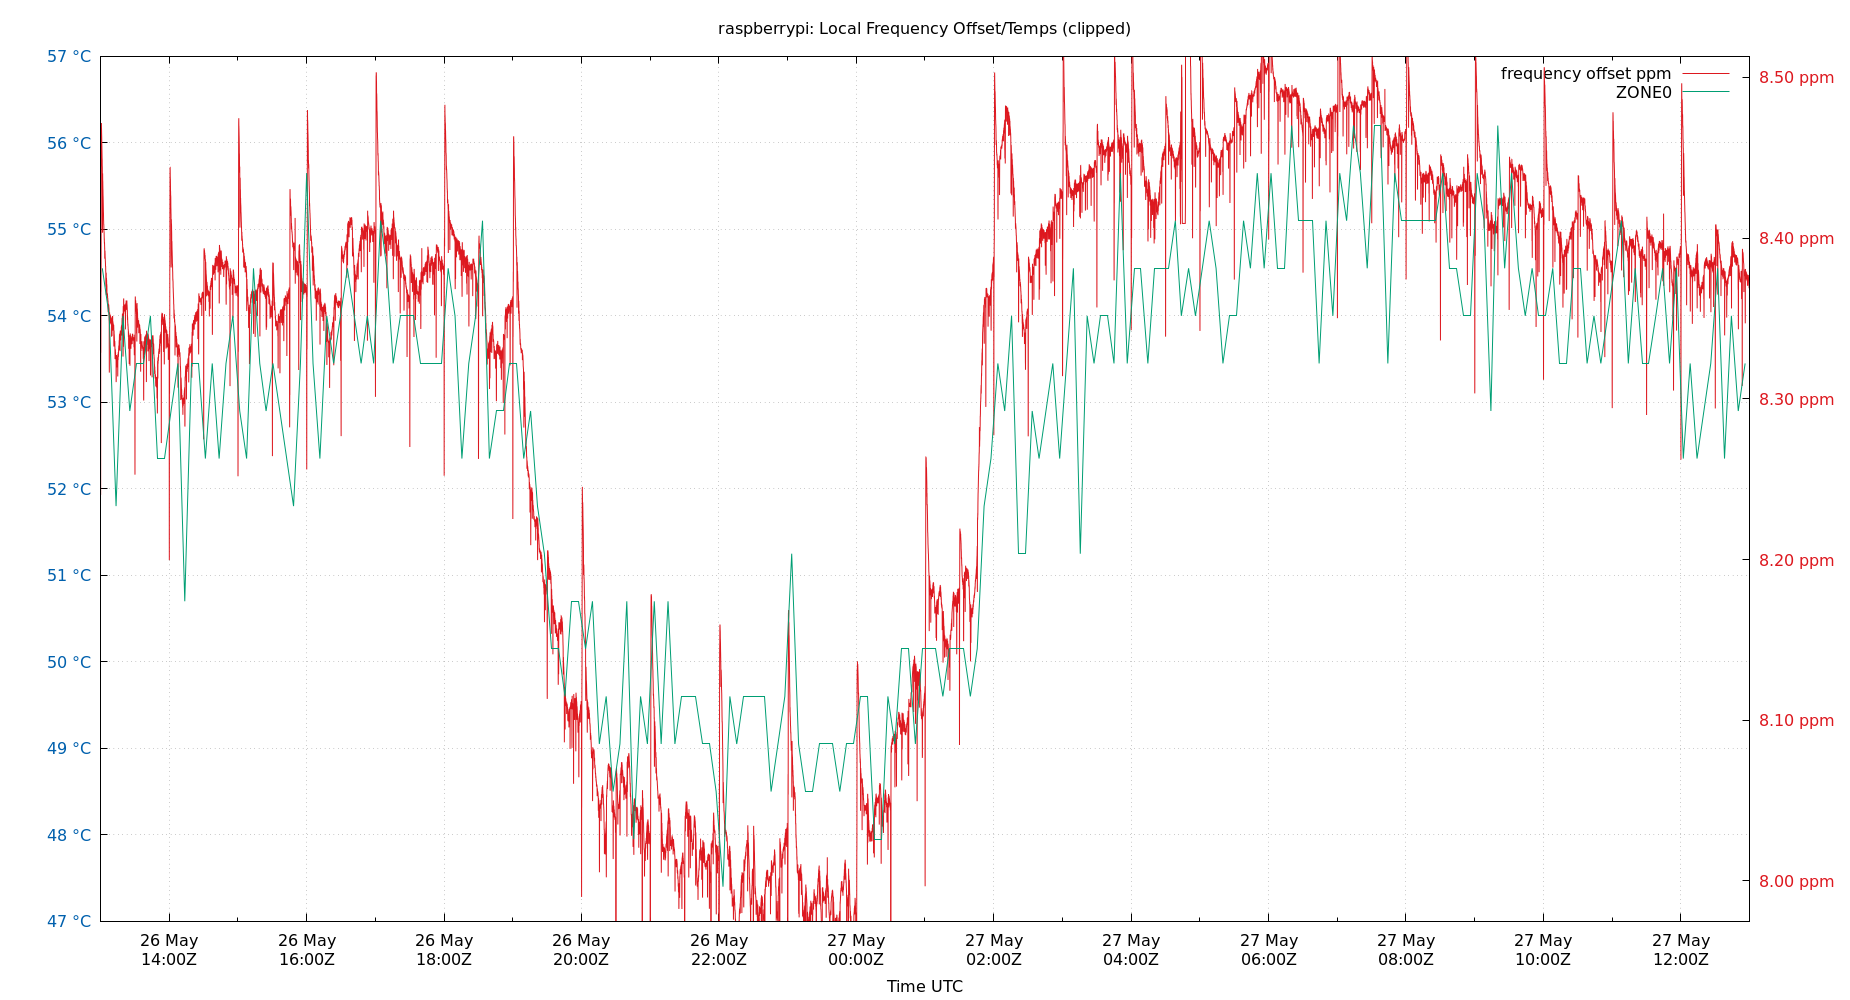 raspberrypi: Local Frequency Offset/Temps (clipped)
57 °C
56 °C
55 °C
54 °C
53 °C
52 °C
51 °C
50 °C
49 °C
48 °C
47 °C
frequency offset ppm
ZONE0
8.50 ppm
8.40 ppm
8.30 ppm
8.20 ppm
8.10 ppm
8.00 ppm
26 May
14:00Z
26 May
16:00Z
26 May
18:00Z
26 May
20:00Z
26 May
22:00Z
27 May
00:00Z
27 May
02:00Z
27 May
04:00Z
27 May
06:00Z
27 May
08:00Z
27 May
10:00Z
27 May
12:00Z
Time UTC